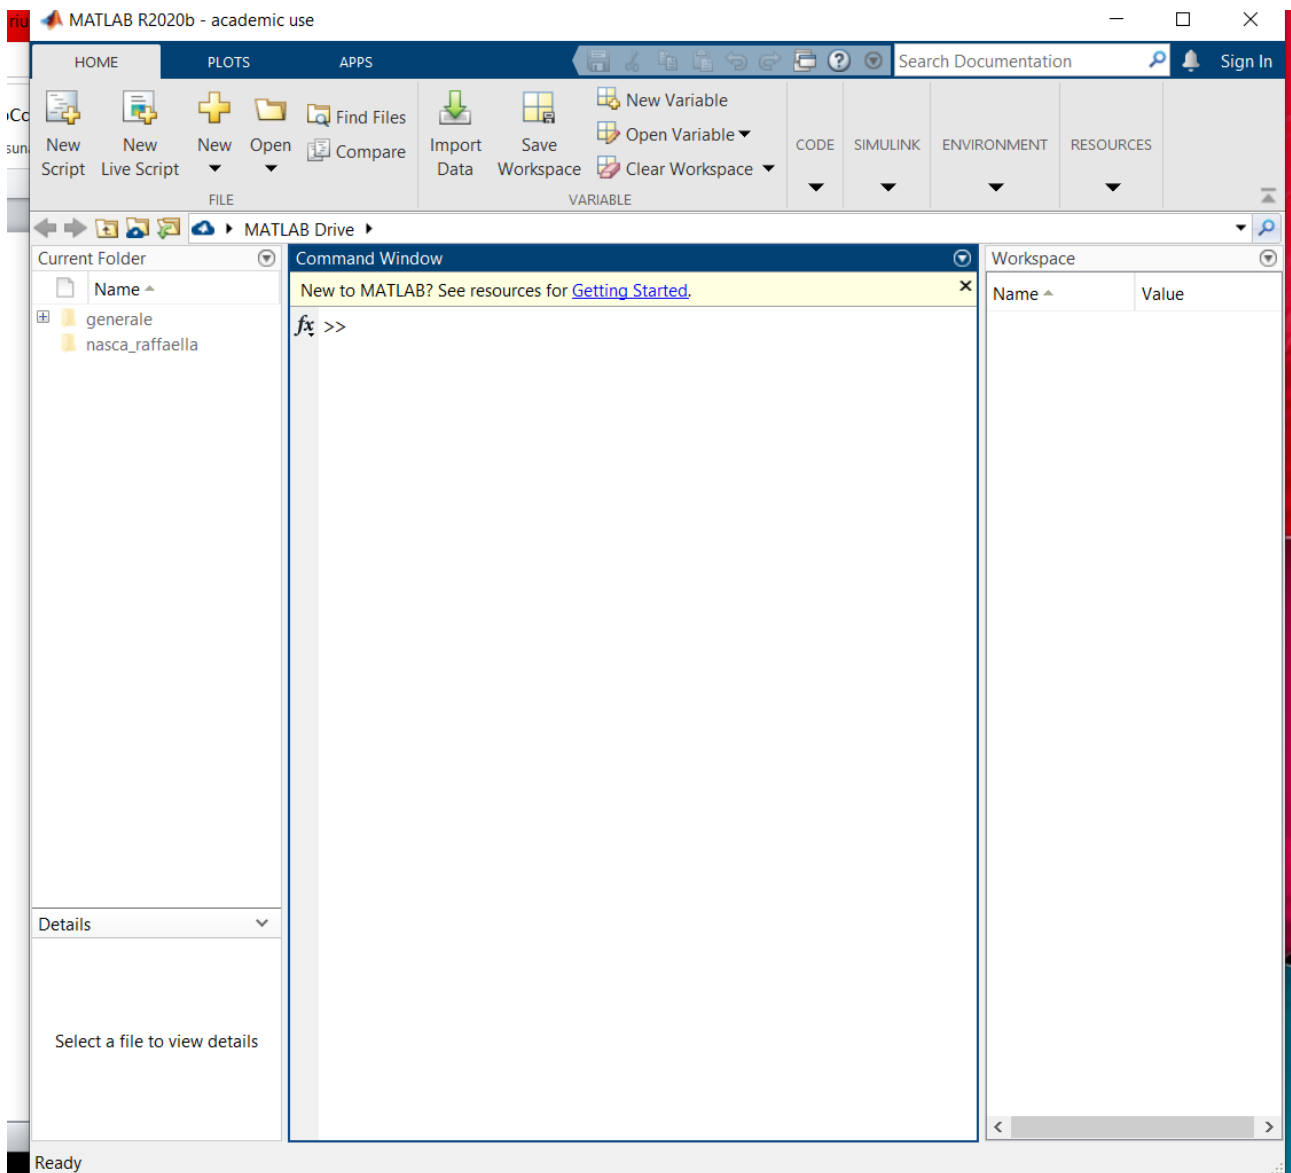 riu
MATLAB R2020b - academic use
HOME PLOTS APPS Search Documentation Sign In
New Script
New Live Script
New
Open
Find Files
Compare
FILE
Import Data
Save Workspace
New Variable
Open Variable
Clear Workspace
VARIABLE
CODE
SIMULINK
ENVIRONMENT
RESOURCES
MATLAB Drive
Current Folder
Name
generale
nasca_raffaella
Details
Select a file to view details
Command Window
New to MATLAB? See resources for Getting Started.
fx >>
Workspace
Name Value
Ready